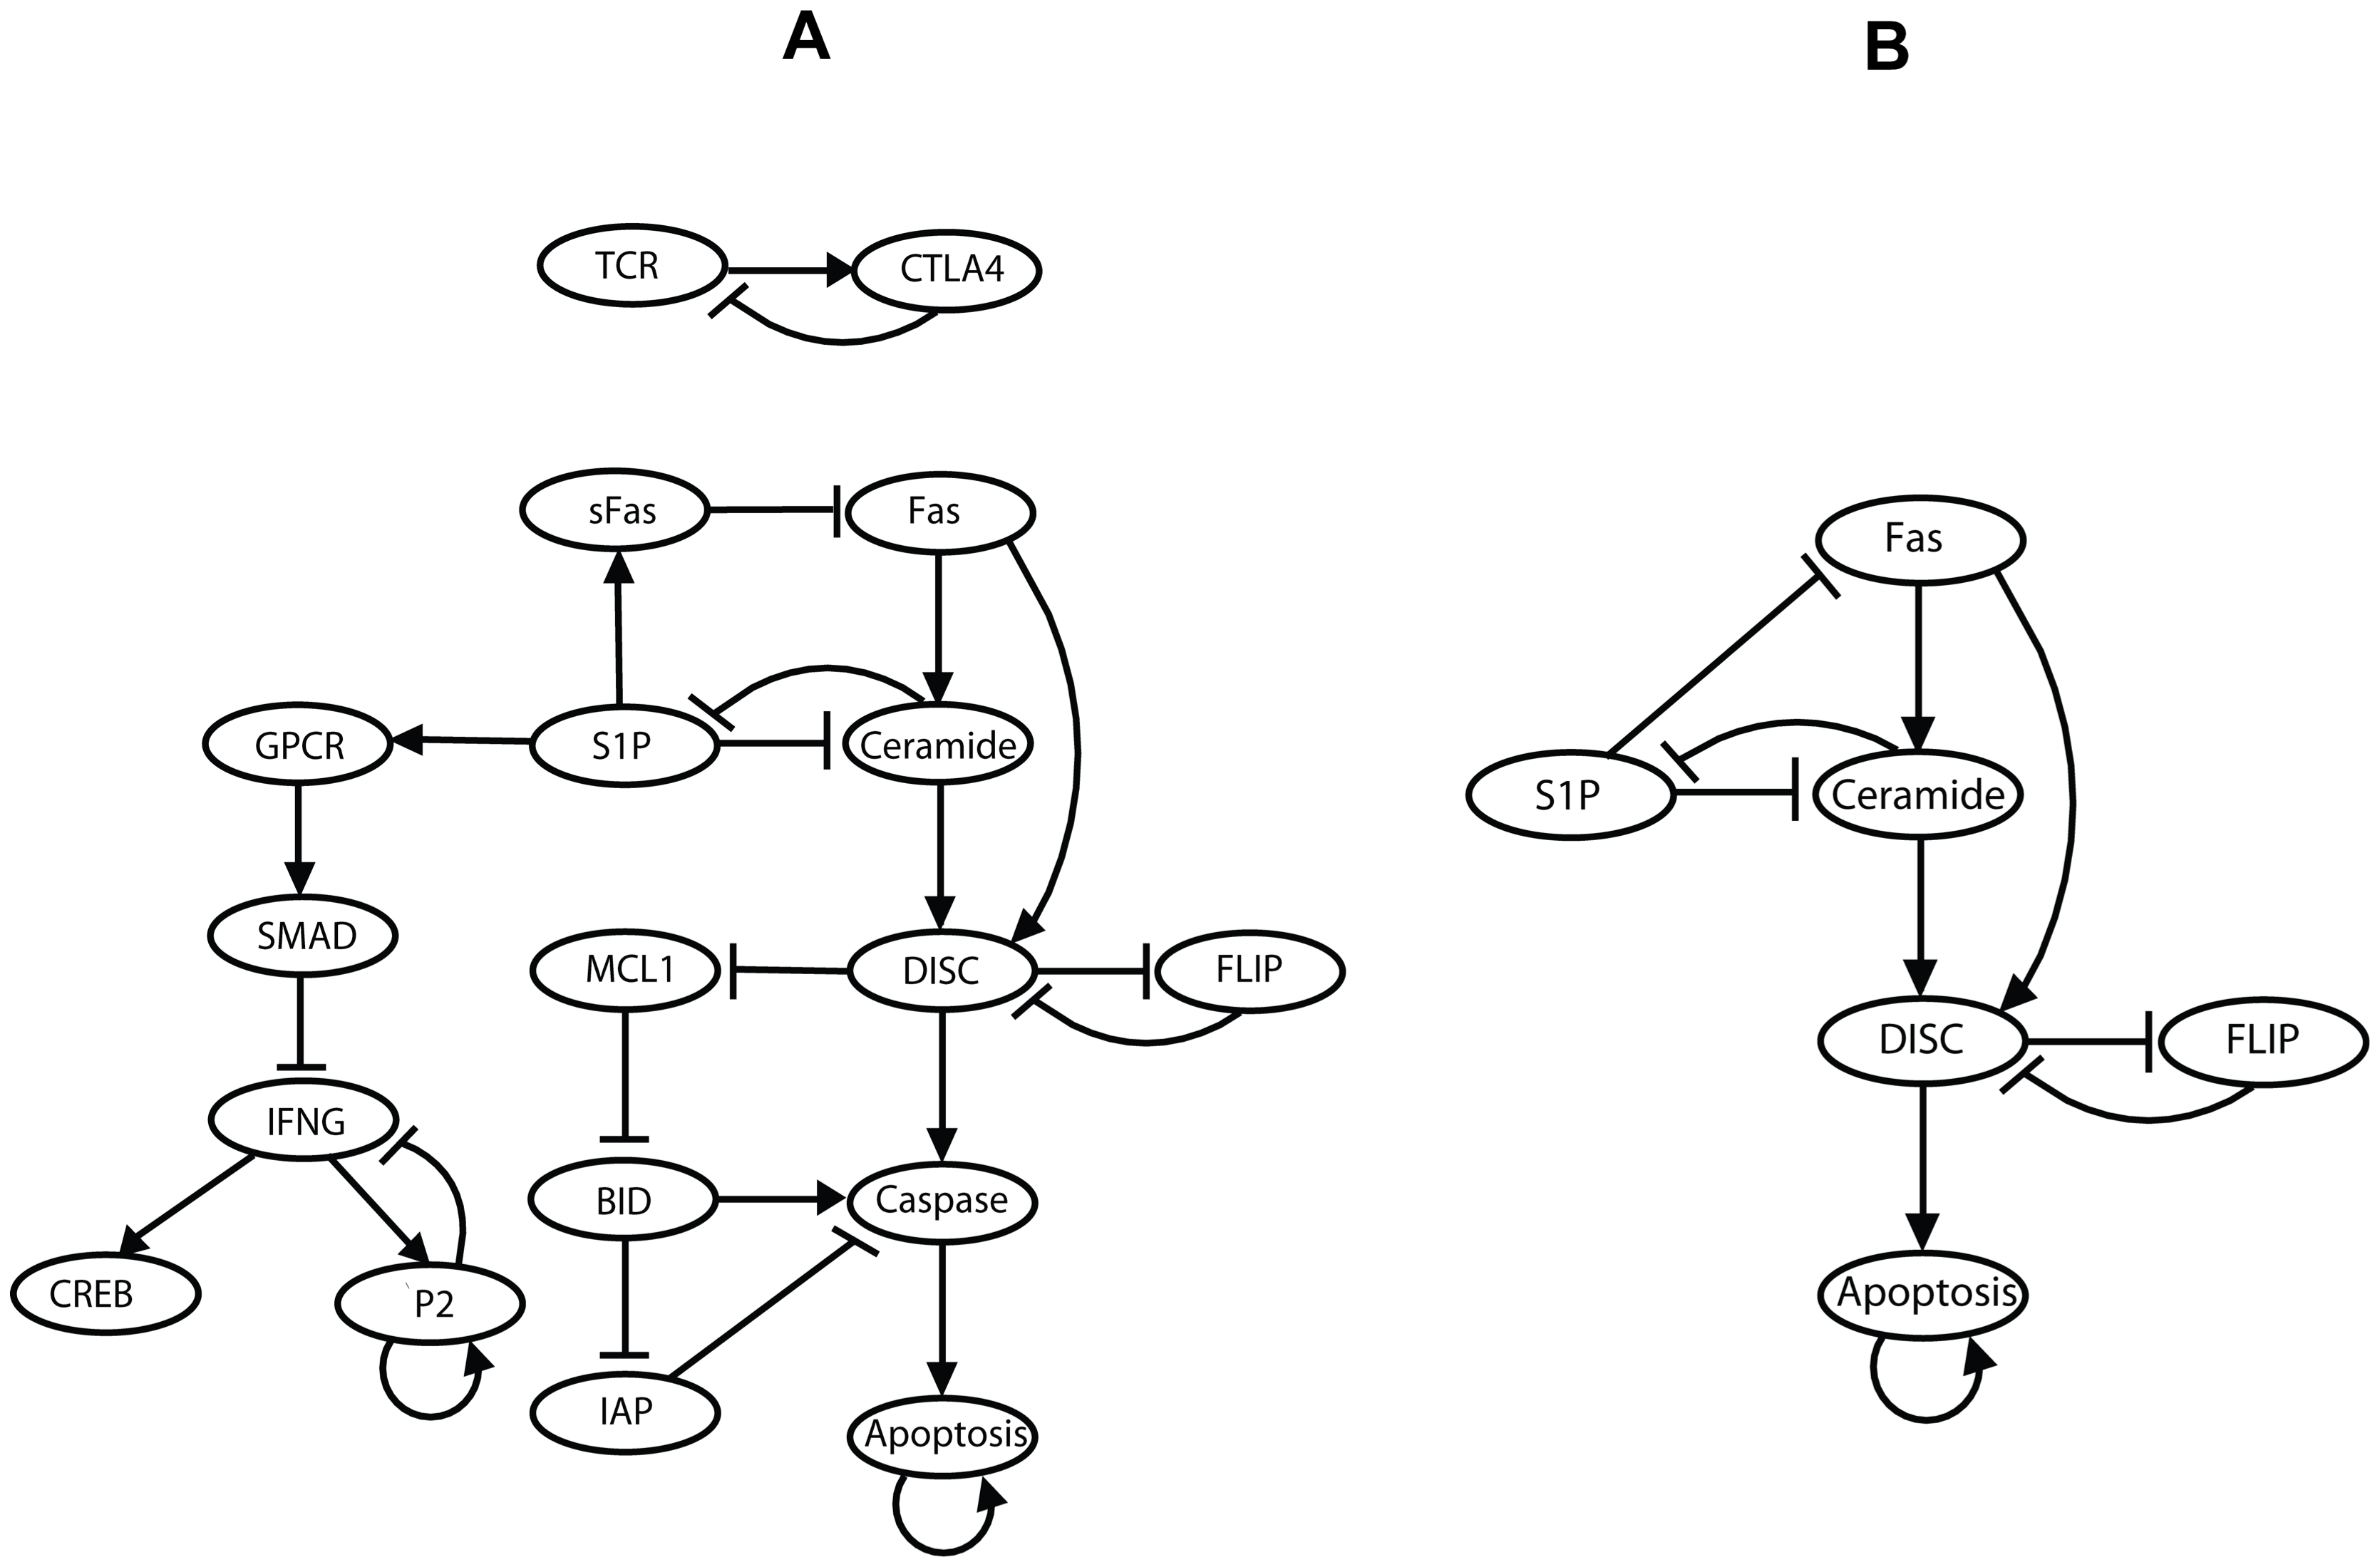 A
B
TCR
CTLA4
sFas
Fas
Fas
GPCR
S1P
Ceramide
S1P
Ceramide
SMAD
MCL1
DISC
FLIP
DISC
FLIP
IFNG
BID
Caspase
CREB
P2
Apoptosis
IAP
Apoptosis